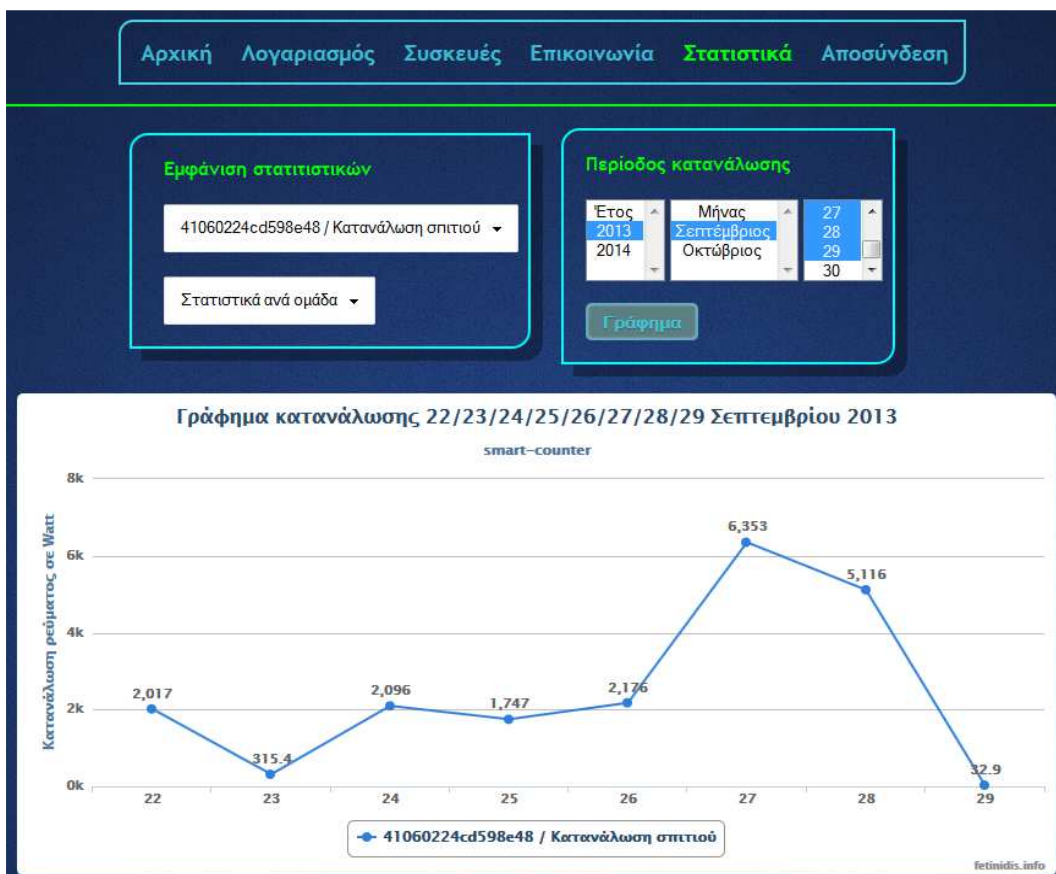 Αρχική Λογαριασμός Συσκευές Επικοινωνία Στατιστικά Αποσύνδεση
Εμφάνιση στατιτιστικών
41060224cd598e48 / Κατανάλωση σπιτιού
Στατιστικά ανά ομάδα
Περίοδος κατανάλωσης
Έτος
2013
2014
Μήνας
Σεπτέμβριος
Οκτώβριος
27
28
29
30
Γράφημα
Γράφημα κατανάλωσης 22/23/24/25/26/27/28/29 Σεπτεμβρίου 2013
smart-counter
Κατανάλωση ρεύματος σε Watt
8k
6k
4k
2k
0k
2,017
315.4
2,096
1,747
2,176
6,353
5,116
32.9
22 23 24 25 26 27 28 29
41060224cd598e48 / Κατανάλωση σπιτιού
fetinidis.info